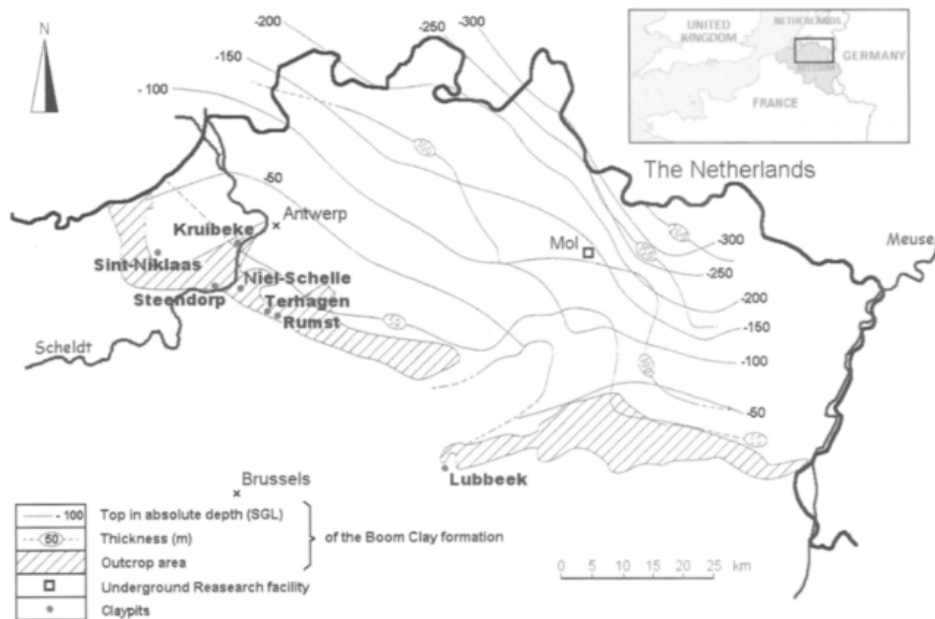 N
-200
-250
-300
-150
- 100
-50
UNITED
KINGDOM
NETHERLANDS
GERMANY
BELGIUM
FRANCE
The Netherlands
Antwerp
Kruibeke
Sint-Niklaas
Niel-Schelle
Steendorp
Terhagen
Rumst
Scheldt
Mol
Meuse
-300
-250
-200
-150
-100
-50
50
Lubbeek
Brussels
- 100 Top in absolute depth (SGL)
50 Thickness (m)
Outcrop area
of the Boom Clay formation
Underground Reasearch facility
Claypits
0 5 10 15 20 25 km